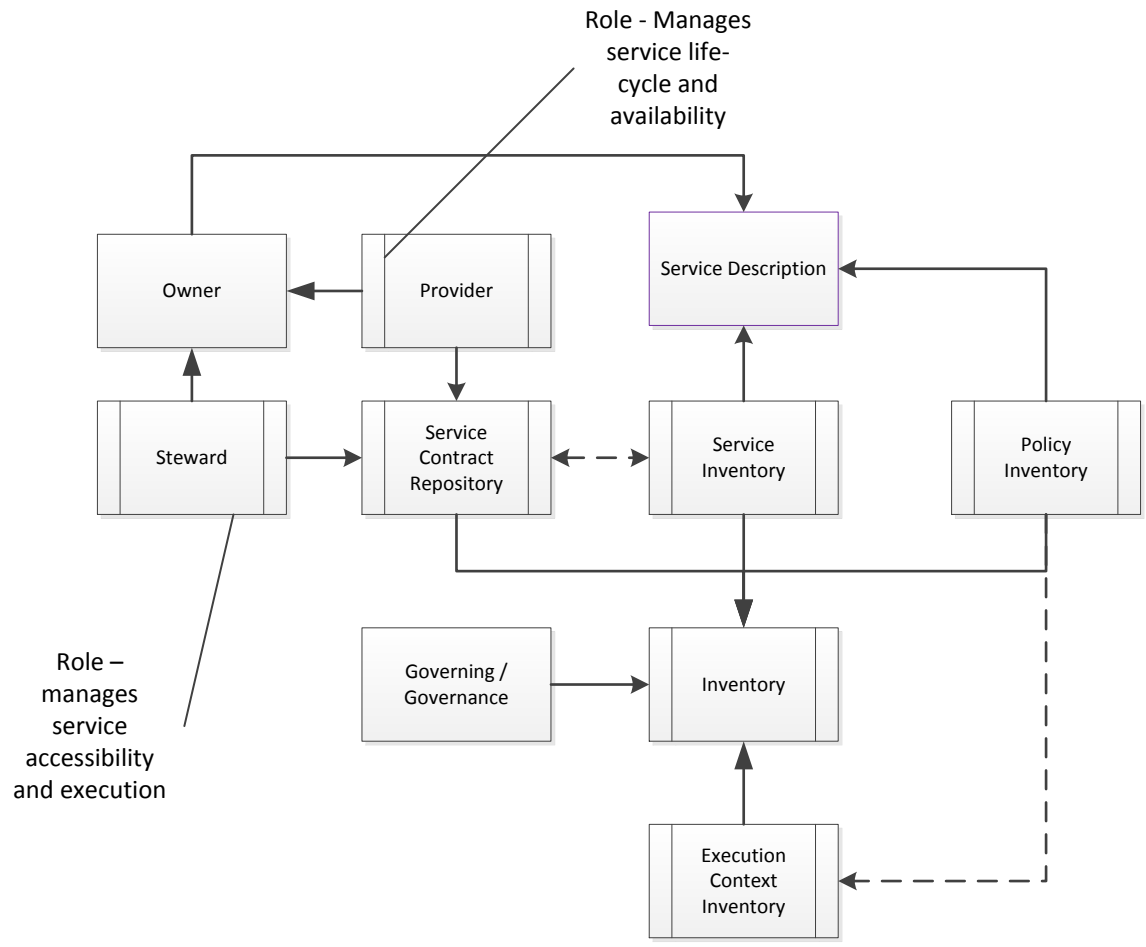 Role - Manages
service life-
cycle and
availability
Owner
Provider
Service Description
Steward
Service
Contract
Repository
Service
Inventory
Policy
Inventory
Role –
manages
service
accessibility
and execution
Governing /
Governance
Inventory
Execution
Context
Inventory